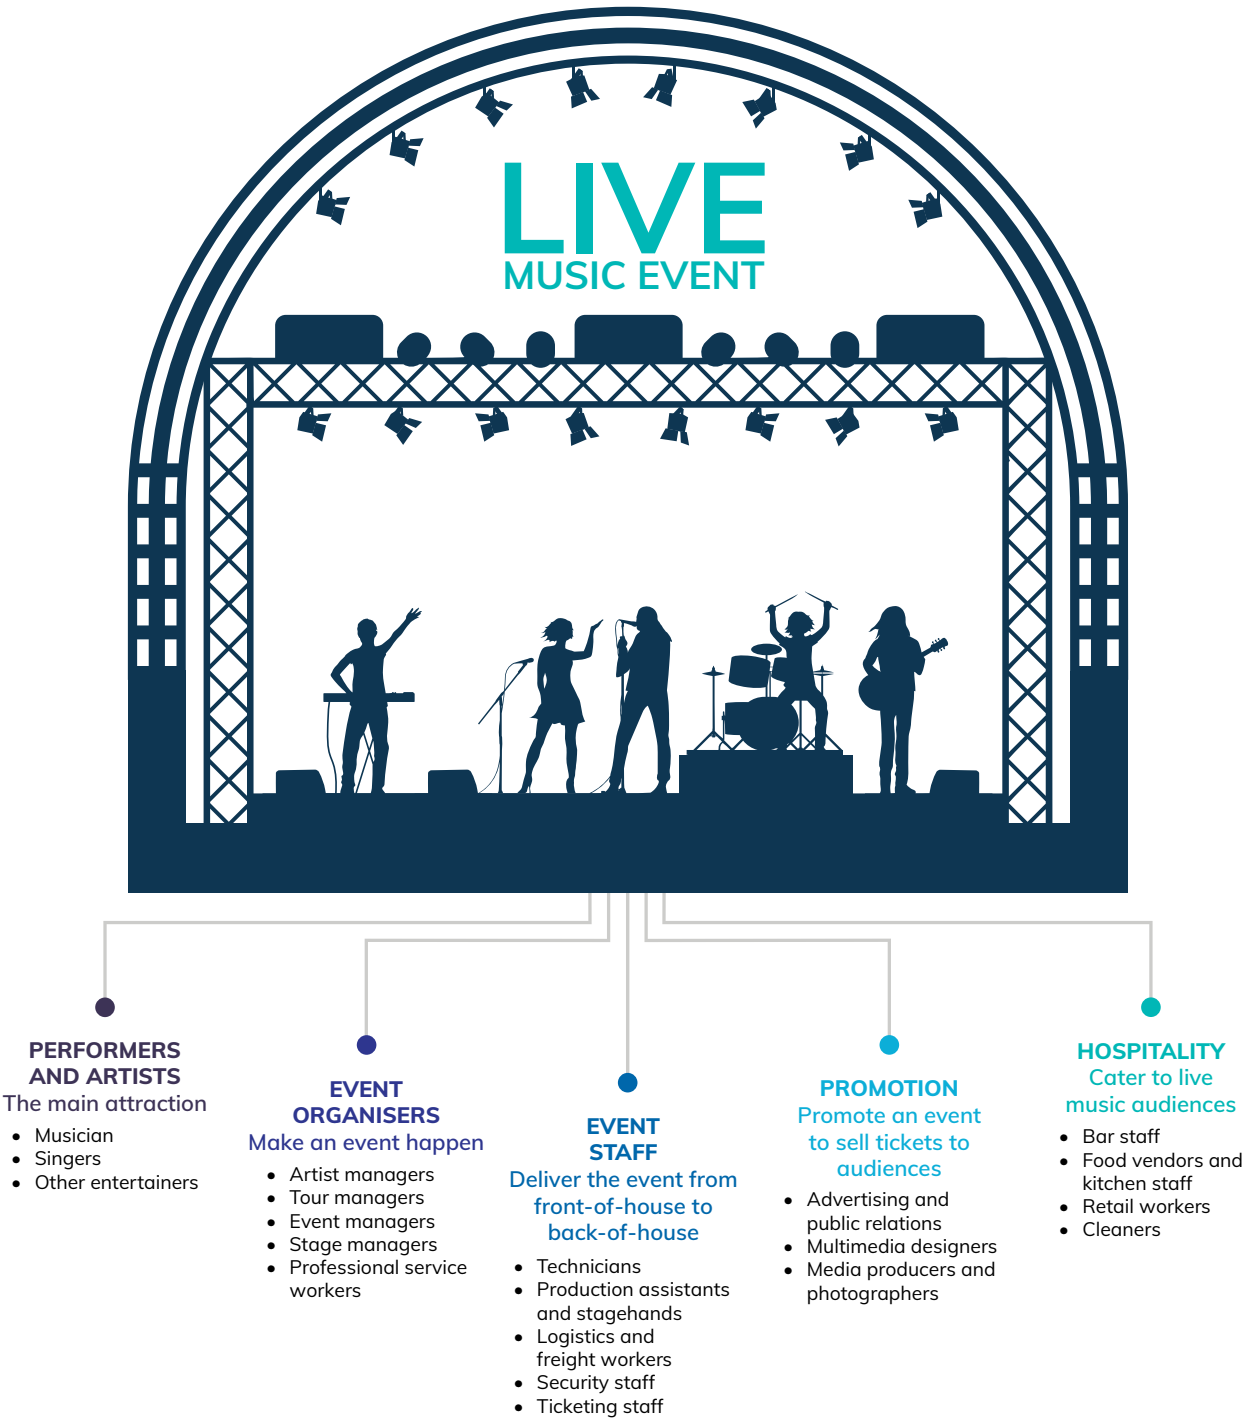 LIVE
MUSIC EVENT
PERFORMERS
AND ARTISTS
The main attraction
• Musician
• Singers
• Other entertainers
EVENT
ORGANISERS
Make an event happen
• Artist managers
• Tour managers
• Event managers
• Stage managers
• Professional service
workers
EVENT
STAFF
Deliver the event from
front-of-house to
back-of-house
• Technicians
• Production assistants
and stagehands
• Logistics and
freight workers
• Security staff
• Ticketing staff
PROMOTION
Promote an event
to sell tickets to
audiences
• Advertising and
public relations
• Multimedia designers
• Media producers and
photographers
HOSPITALITY
Cater to live
music audiences
• Bar staff
• Food vendors and
kitchen staff
• Retail workers
• Cleaners